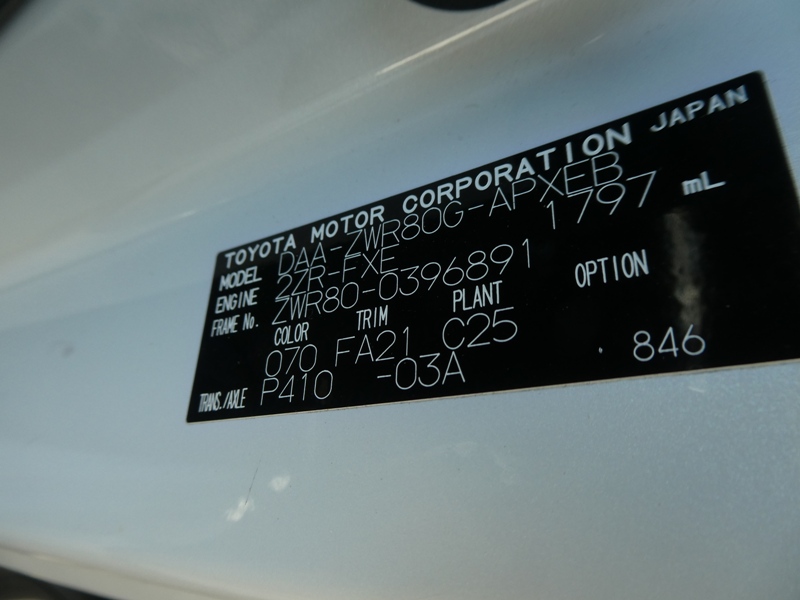 TOYOTA MOTOR CORPORATION JAPAN
MODEL DAA-ZWR80G-APXEB
ENGINE 2ZR-FXE 1797 mL
FRAME No. ZWR80-0396891
COLOR TRIM PLANT OPTION
070 FA21 C25
TRANS./AXLE P410 -03A 846